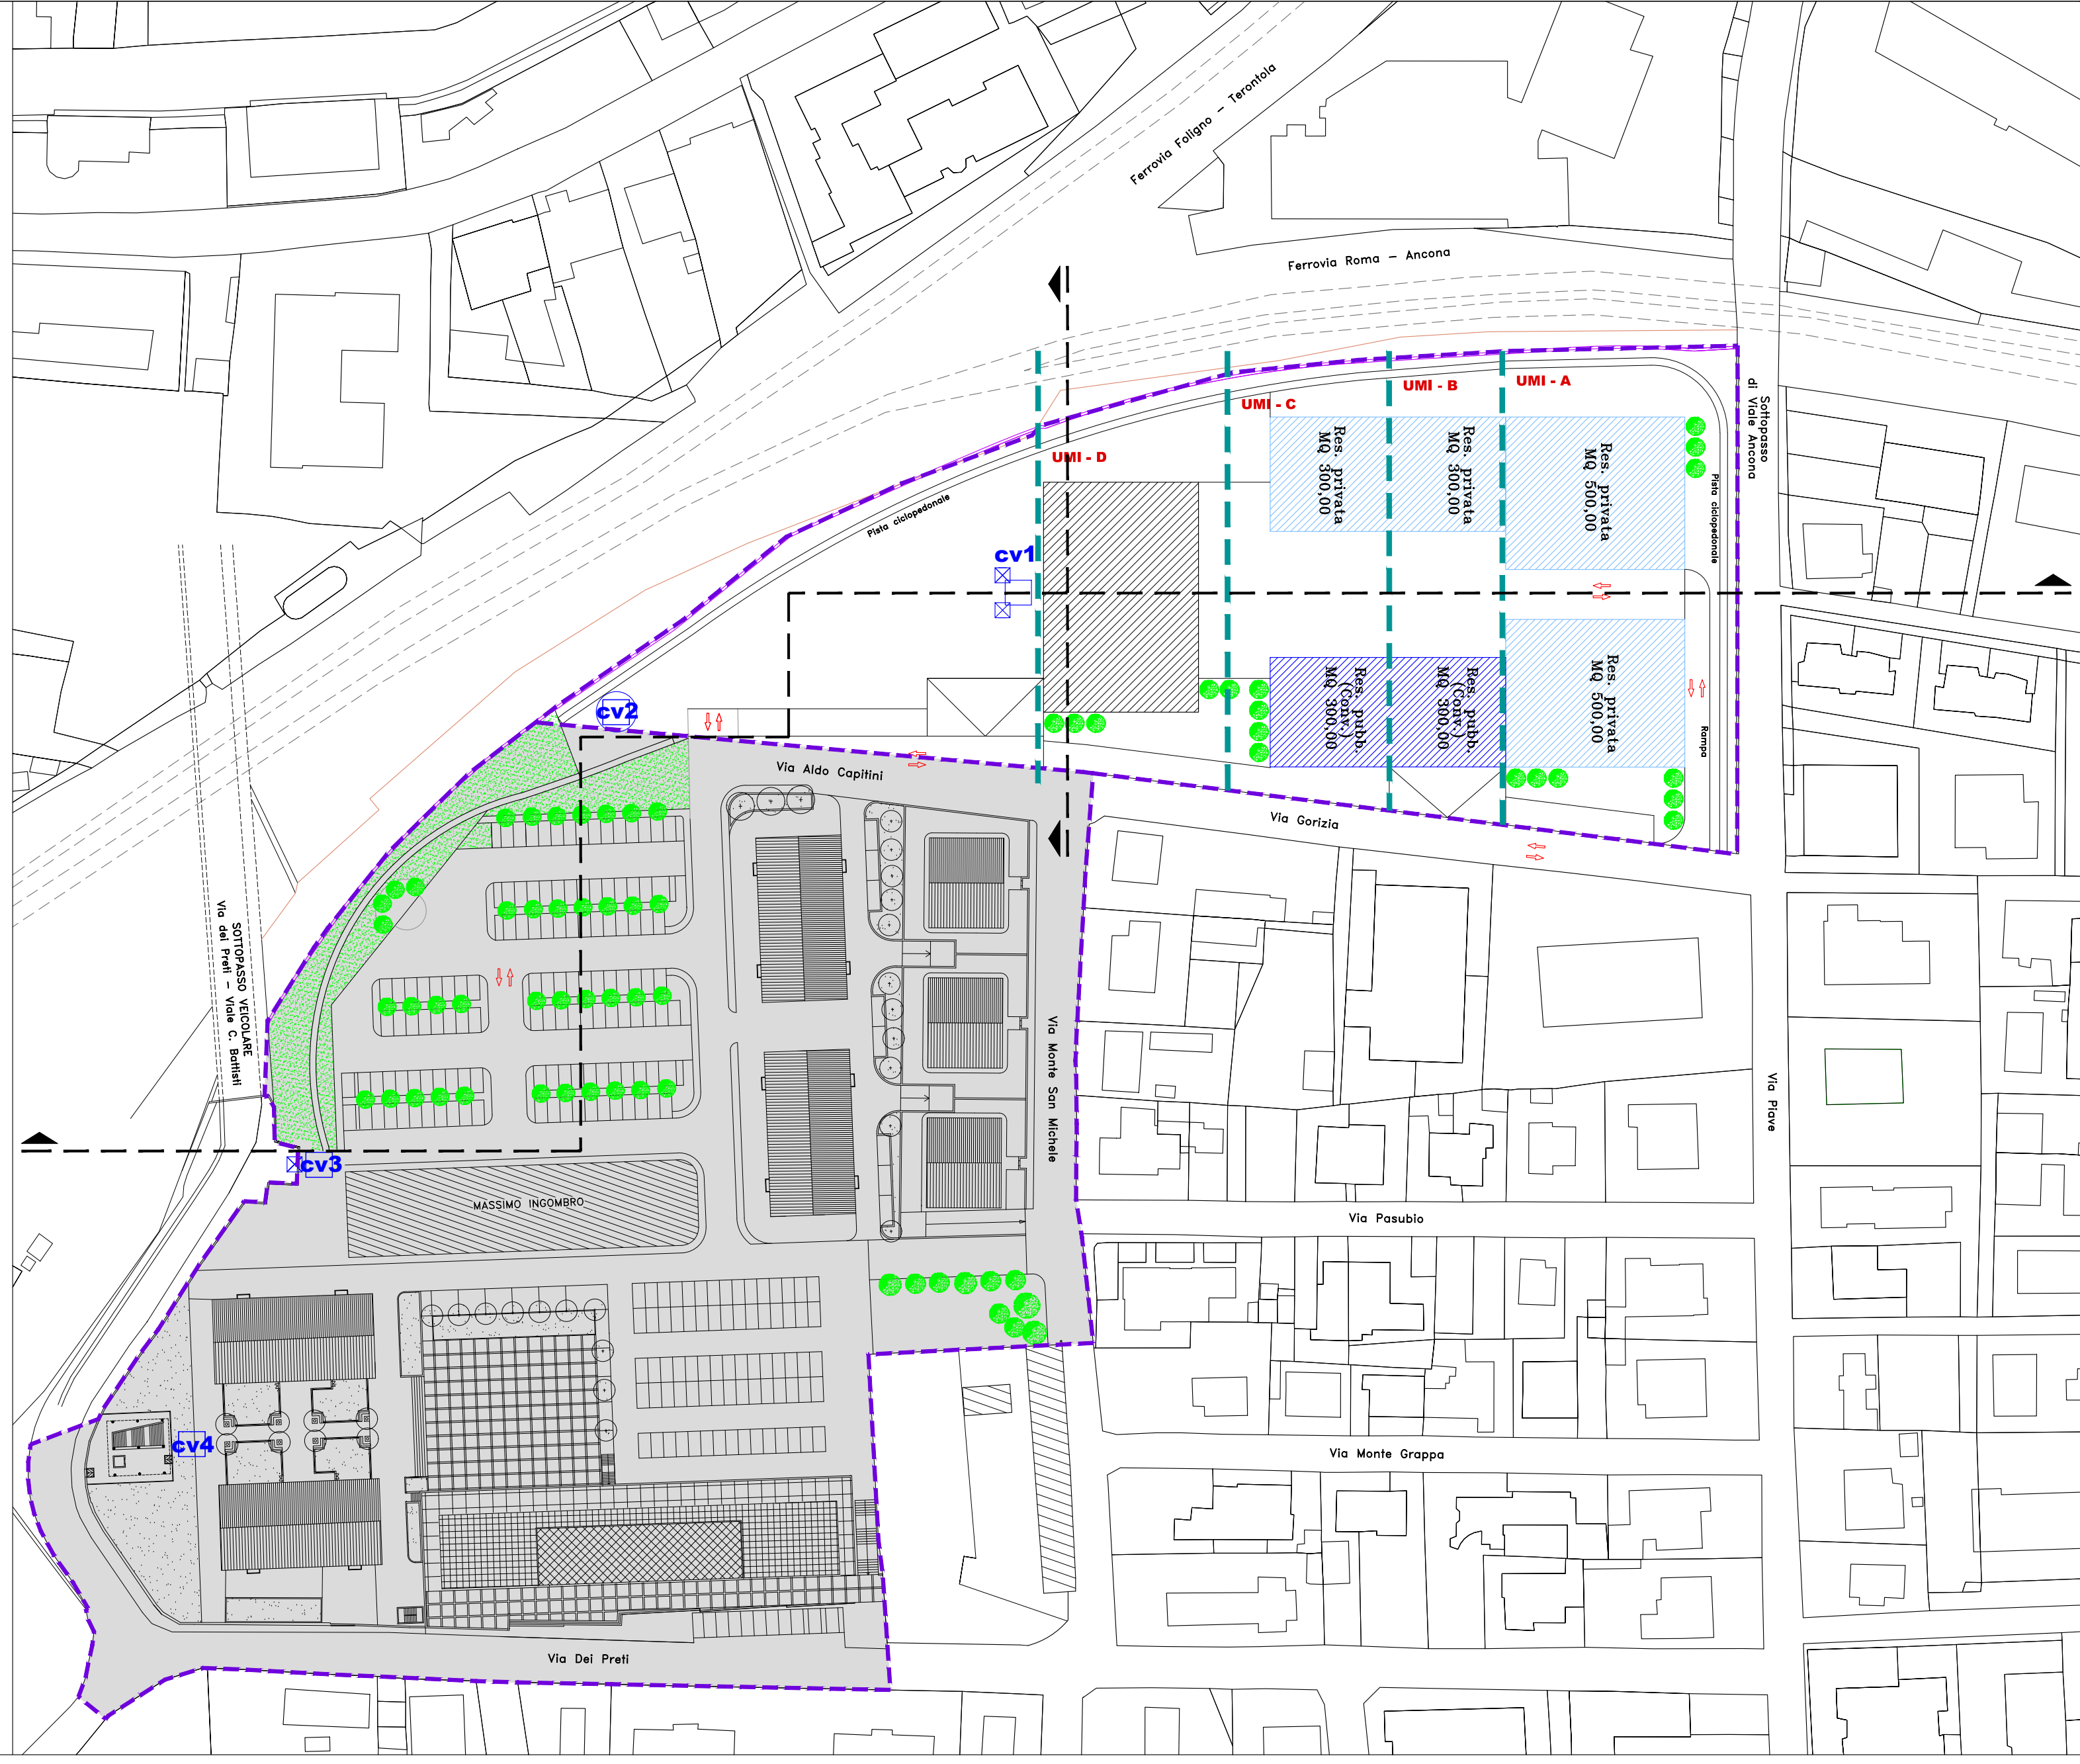 Ferrovia Foligno – Terontola
Ferrovia Roma – Ancona
UMI - A
UMI - B
UMI - C
UMI - D
Sottopasso
di Viale Ancona
Res. privata
MQ 300,00
Res. privata
MQ 300,00
Res. privata
MQ 500,00
Pista ciclopedonale
Pista ciclopedonale
cv1
cv2
Res. pubb.
(Conv.)
MQ 300,00
Res. pubb.
(Conv.)
MQ 300,00
Res. privata
MQ 500,00
Rampa
Via Aldo Capitini
Via Gorizia
SOTTOPASSO VEICOLARE
Via dei Preti – Viale C. Battisti
Via Monte San Michele
Via Piave
cv3
MASSIMO INGOMBRO
Via Pasubio
cv4
Via Monte Grappa
Via Dei Preti